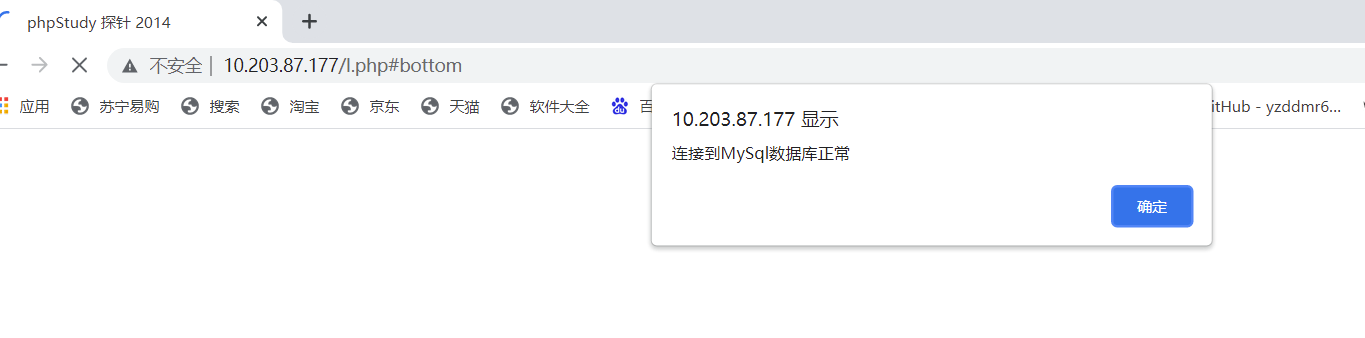 phpStudy 探针 2014
不安全 | 10.203.87.177/l.php#bottom
应用 苏宁易购 搜索 淘宝 京东 天猫 软件大全 百 itHub - yzddmr6...
10.203.87.177 显示
连接到MySql数据库正常
确定